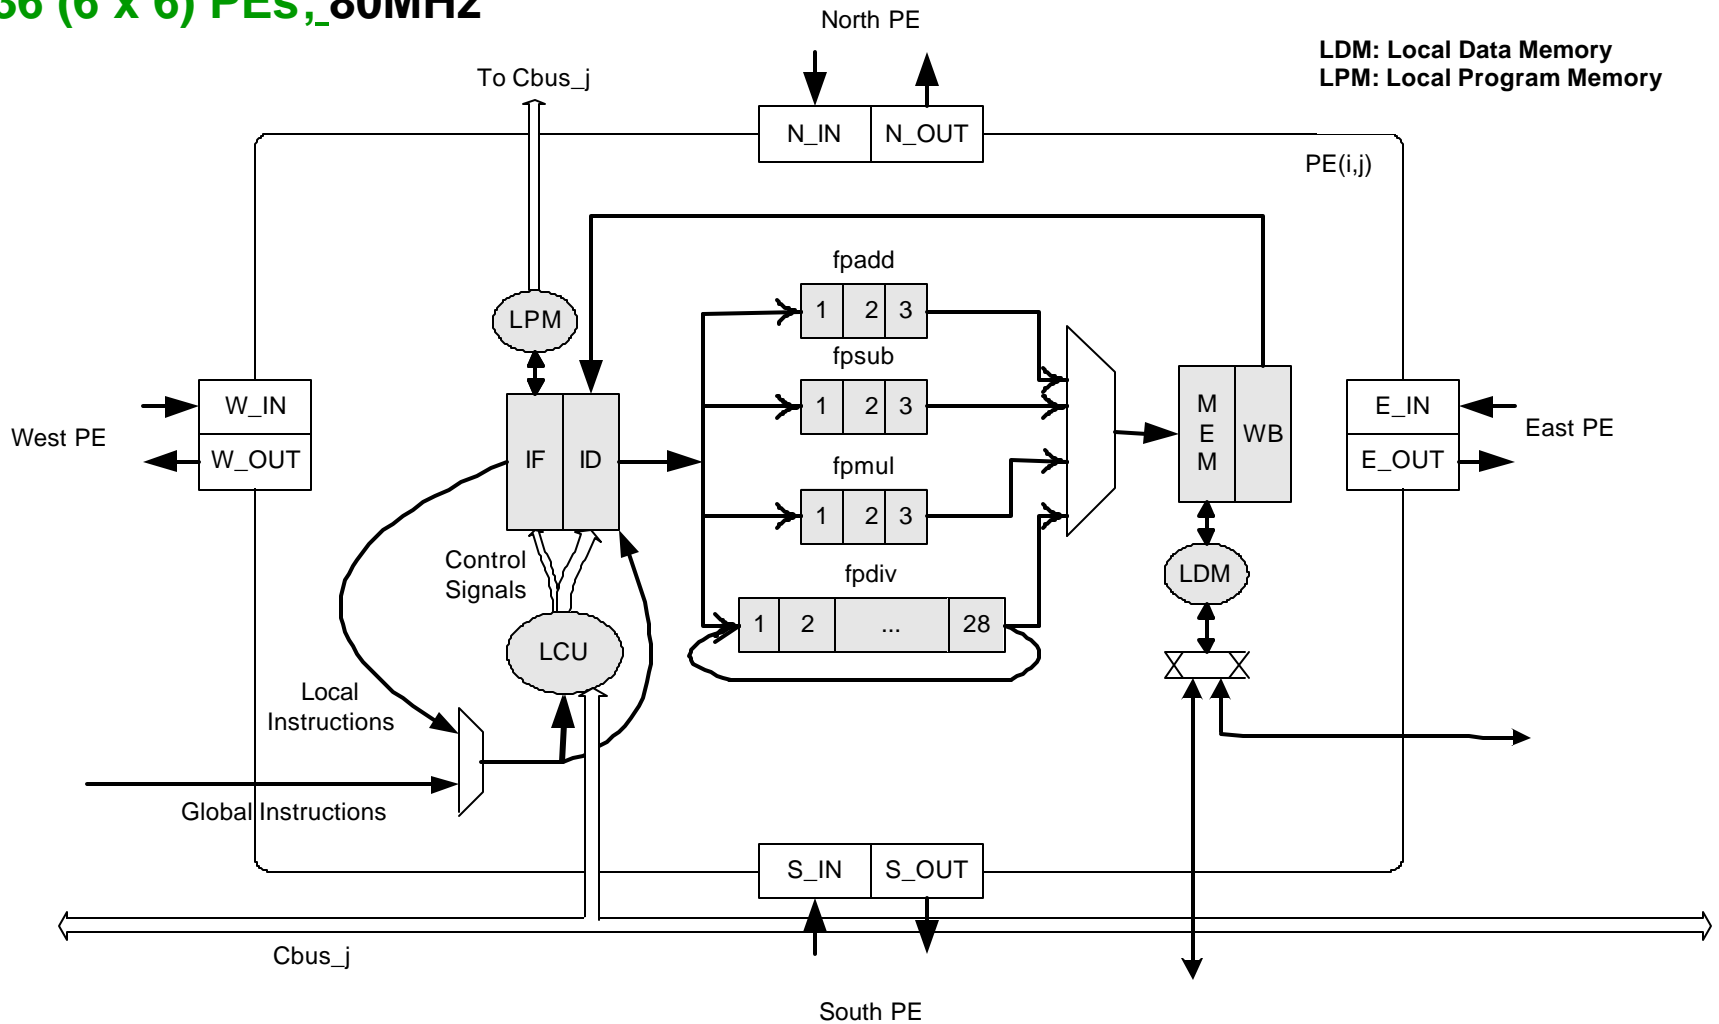 36 (6 x 6) PEs, 80MHz
North PE
LDM: Local Data Memory
LPM: Local Program Memory
To Cbus_j
N_IN
N_OUT
PE(i,j)
fpadd
LPM
1
2
3
fpsub
1
2
3
W_IN
W_OUT
West PE
IF
ID
M
E
M
WB
E_IN
E_OUT
East PE
fpmul
1
2
3
Control
Signals
fpdiv
1
2
...
28
LDM
LCU
Local
Instructions
Global Instructions
S_IN
S_OUT
Cbus_j
South PE